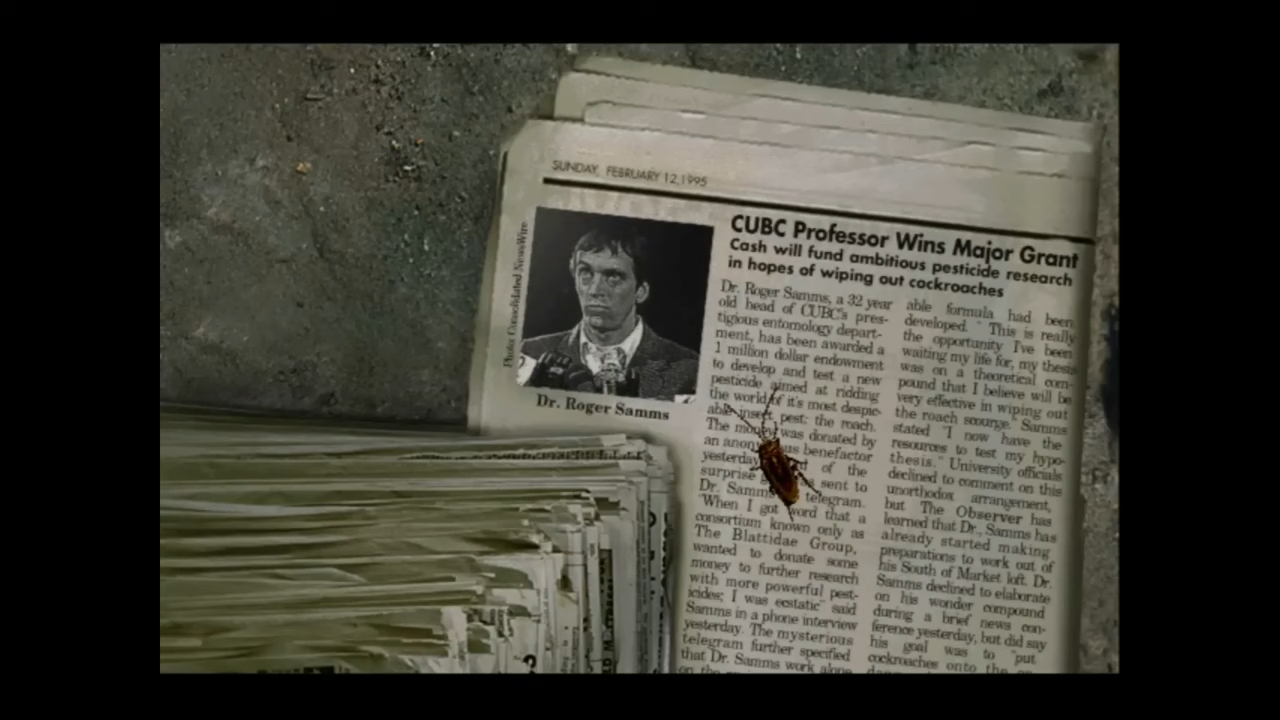 SUNDAY, FEBRUARY 12,1995
Photo Consolidated NewsWire
Dr. Roger Samms
CUBC Professor Wins Major Grant
Cash will fund ambitious pesticide research
in hopes of wiping out cockroaches
Dr. Roger Samms, a 32 year
old head of CUBC's pres-
tigious entomology depart-
ment, has been awarded a
1 million dollar endowment
to develop and test a new
pesticide aimed at ridding
the world of it's most despic-
able insect pest: the roach.
The money was donated by
an anon us benefactor
yesterday of the
surprise as sent to
Dr. Samms telegram.
"When I got word that a
consortium known only as
The Blattidae Group,
wanted to donate some
money to further research
with more powerful pest-
icides; I was ecstatic" said
Samms in a phone interview
yesterday. The mysterious
telegram further specified
that Dr. Samms work alone
on the
able formula had been
developed. "This is really
the opportunity I've been
waiting my life for, my thesis
was on a theoretical com-
pound that I believe will be
very effective in wiping out
the roach scourge." Samms
stated "I now have the
resources to test my hypo-
thesis." University officials
declined to comment on this
unorthodox arrangement,
but The Observer has
learned that Dr., Samms has
already started making
preparations to work out of
his South of Market loft. Dr.
Samms declined to elaborate
on his wonder compound
during a brief news con-
ference yesterday, but did say
his goal was to "put
cockroaches onto the